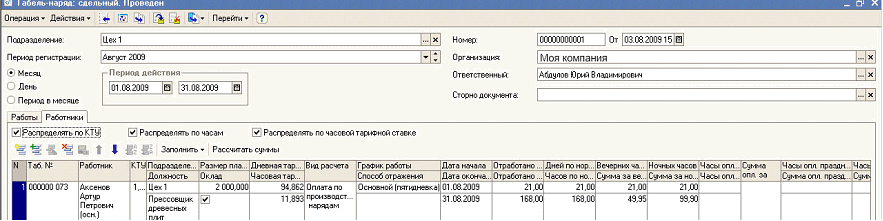 Табель-наряд: сдельный. Проведен
Операция Действия Перейти
Подразделение: Цех 1 Номер: 00000000001 От 03.08.2009 15
Период регистрации: Август 2009 Организация: Моя компания
Месяц Период действия Ответственный: Абдулов Юрий Владимирович
День 01.08.2009 31.08.2009
Период в месяце Сторно документа:
Работы Работники
Распределять по КТУ Распределять по часам Распределять по часовой тарифной ставке
Заполнить Рассчитать суммы
N Таб. № Работник КТУ Подразделе... Размер пла... Дневная тар... Вид расчета График работы Дата начала Отработано ... Дней по нор... Вечерних ча... Ночных часов Часы опл... Сумма опл. за Часы опл. праздн... Часы
Должность Оклад Часовая тар... Способ отражения Дата оконча... Отработано ... Часов по но... Сумма за ве... Сумма за но... Часы опл... Сумма опл. празд... Сумм
1 000000 073 Аксенов Артур Петрович (осн.) 1,... Цех 1 2 000,000 94,862 Оплата по производст... нарядам Основной (пятидневка) 01.08.2009 21,00 21,00 21,00 21,00
Прессовщик древесных плит 11,893 31.08.2009 168,00 168,00 49,95 99,90